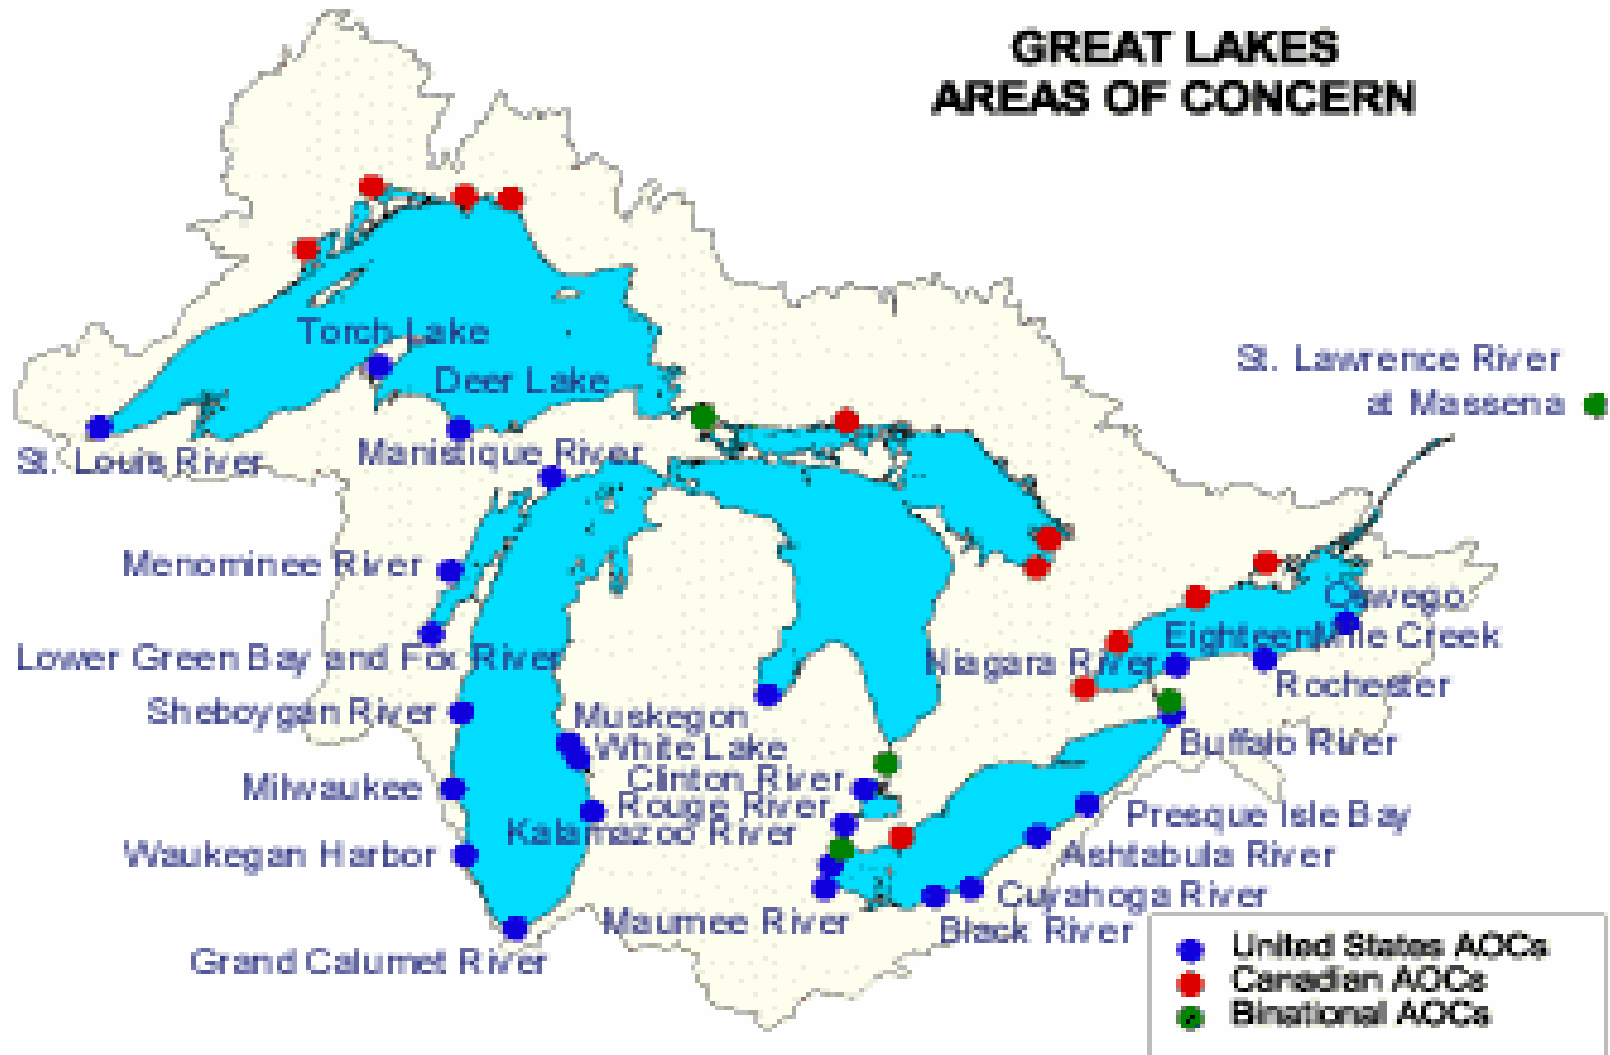 GREAT LAKES
AREAS OF CONCERN
Torch Lake
Deer Lake
St. Lawrence River
at Massena
St. Louis River
Manistique River
Menominee River
Oswego
EighteenMile Creek
Lower Green Bay and Fox River
Niagara River
Rochester
Sheboygan River
Muskegon
White Lake
Buffalo River
Clinton River
Milwaukee
Rouge River
Presque Isle Bay
Kalamazoo River
Waukegan Harbor
Ashtabula River
Cuyahoga River
Maumee River
Black River
Grand Calumet River
United States AOCs
Canadian AOCs
Binational AOCs